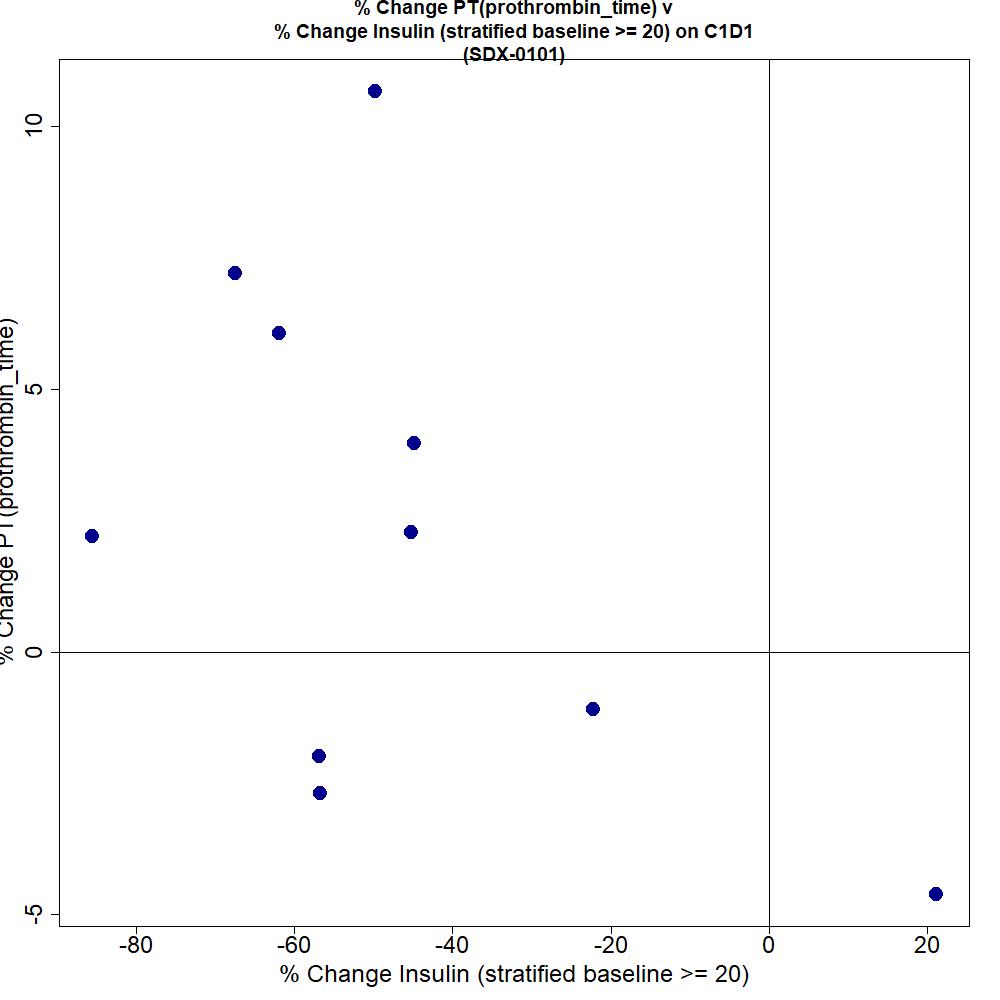 % Change PT(prothrombin_time) v
% Change Insulin (stratified baseline >= 20) on C1D1
(SDX-0101)
% Change PT(prothrombin_time)
10
5
0
-5
-80 -60 -40 -20 0 20
% Change Insulin (stratified baseline >= 20)